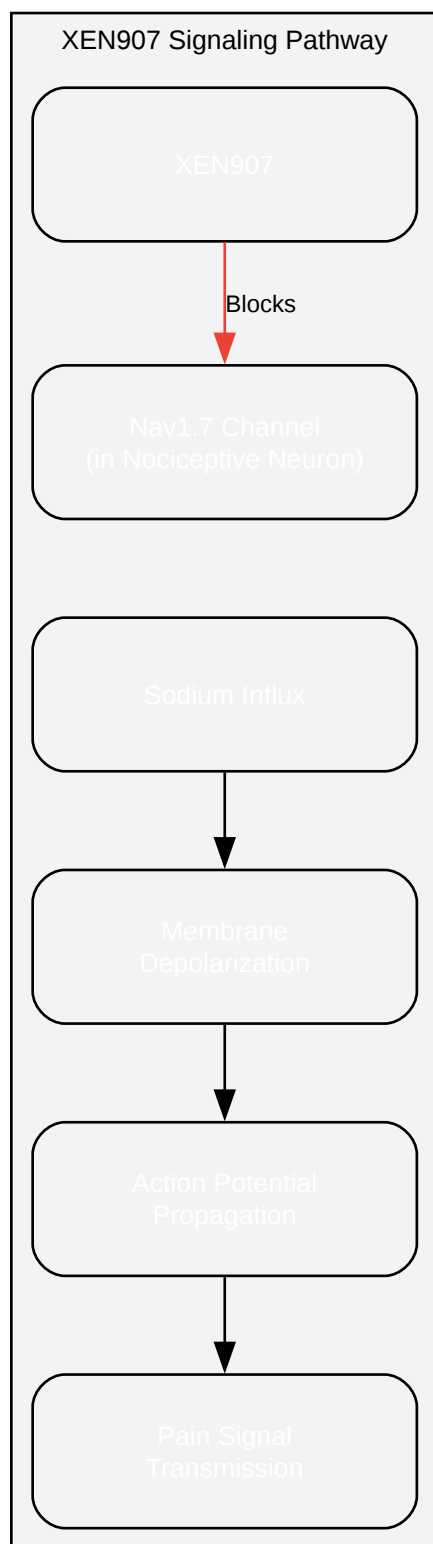 XEN907 Signaling Pathway
XEN907
Blocks
Nav1.7 Channel
(in Nociceptive Neuron)
Sodium Influx
Membrane
Depolarization
Action Potential
Propagation
Pain Signal
Transmission